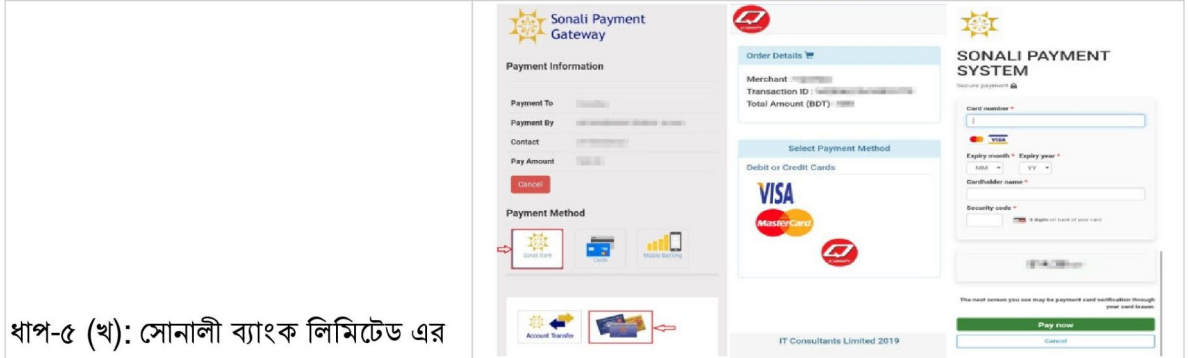 ধাপ-৫ (খ): সোনালী ব্যাংক লিমিটেড এর
Sonali Payment
Gateway
Payment Information
Payment To
Payment By
Contact
Pay Amount
Cancel
Payment Method
Sonali Bank
Cards
Mobile Banking
Account Transfer
Order Details
Merchant
Transaction ID :
Total Amount (BDT)
Select Payment Method
Debit or Credit Cards
VISA
MasterCard
IT Consultants Limited 2019
SONALI PAYMENT
SYSTEM
Secure payment
Card number *
VISA
Expiry month * Expiry year *
MM YY
Cardholder name *
Security code *
3 digits on back of your card
The next screen you see may be payment card verification through
your card issuer.
Pay now
Cancel